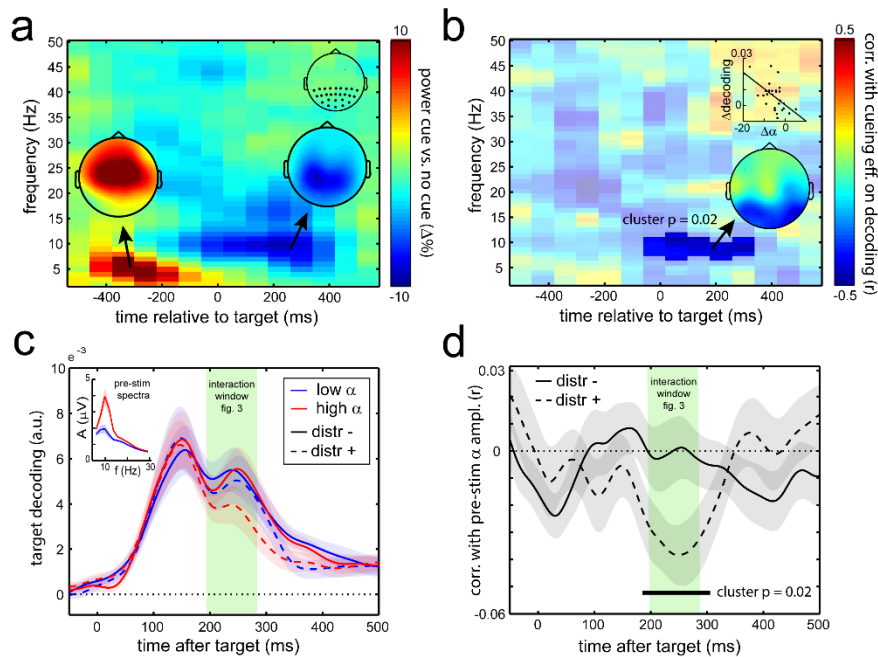 a
50
45
40
35
30
25
20
15
10
5
frequency (Hz)
-400
-200
0
200
400
time relative to target (ms)
10
-10
power cue vs. no cue (Δ%)
b
50
45
40
35
30
25
20
15
10
5
frequency (Hz)
0.03
0
Δdecoding
-20
0
Δα
cluster p = 0.02
-400
-200
0
200
400
time relative to target (ms)
0.5
-0.5
corr. with cueing eff. on decoding (r)
c
e -3
10
8
6
4
2
0
target decoding (a.u.)
5
0
A (μV)
pre-stim
spectra
10
30
f (Hz)
interaction
window
fig. 3
low α
high α
distr -
distr +
0
100
200
300
400
500
time after target (ms)
d
0.03
0
-0.06
corr. with pre-stim α ampl. (r)
distr -
distr +
interaction
window
fig. 3
cluster p = 0.02
0
100
200
300
400
500
time after target (ms)